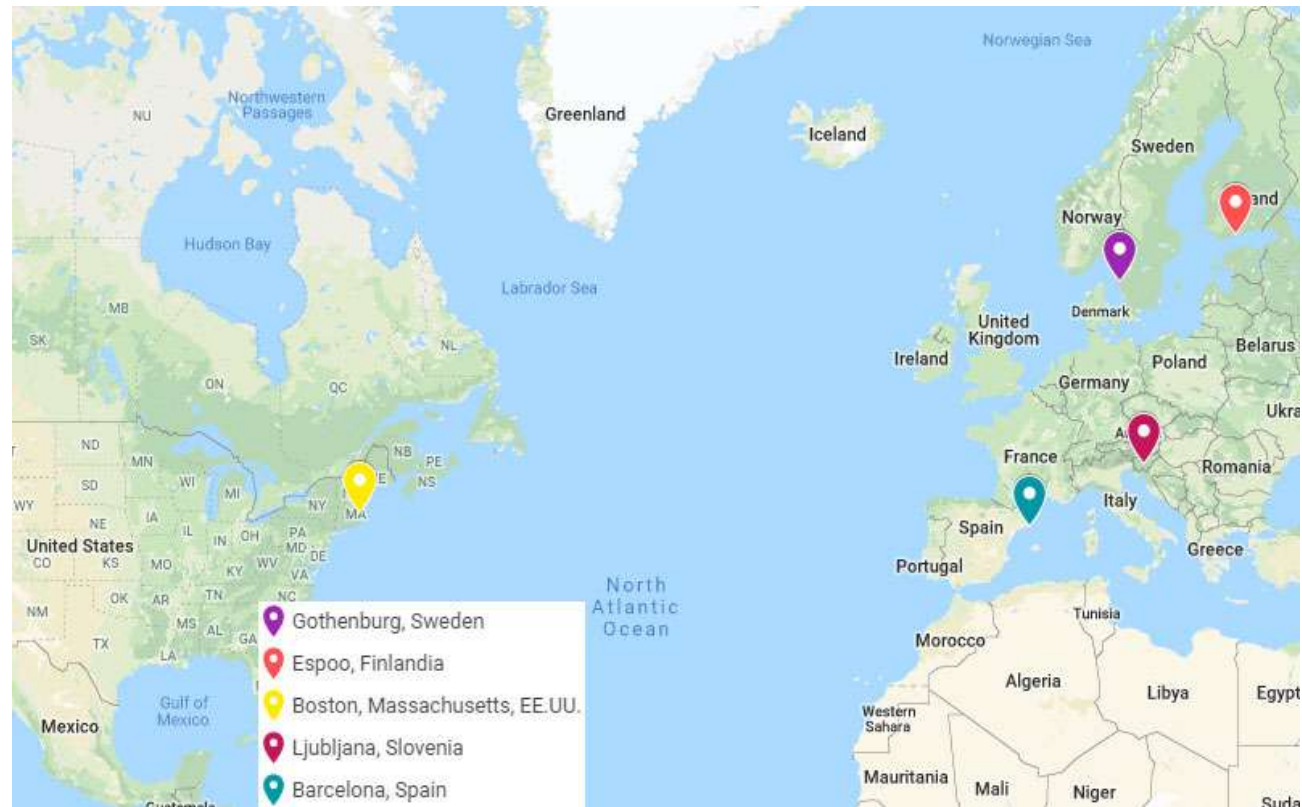 Norwegian Sea
Northwestern
Passages
NU
Greenland
Iceland
Sweden
and
Norway
Hudson Bay
Labrador Sea
MB
SK
NL
Denmark
United
Kingdom
Ireland
Belarus
Poland
Germany
ON
QC
Ukra
A
ND
MN
NB
PE
NS
France
Romania
SD
WI
MI
NY
E
MA
WY
NE
IA
IL
IN
OH
PA
MD
DE
Italy
Spain
United States
CO
KS
MO
KY
WV
VA
Greece
Portugal
OK
AR
TN
NC
North
Atlantic
Ocean
NM
MS
AL
GA
TX
LA
Tunisia
Morocco
Gothenburg, Sweden
Espoo, Finlandia
Boston, Massachusetts, EE.UU.
Ljubljana, Slovenia
Barcelona, Spain
Algeria
Libya
Egypt
Gulf of
Mexico
Mexico
Western
Sahara
Mauritania
Mali
Niger
Suda